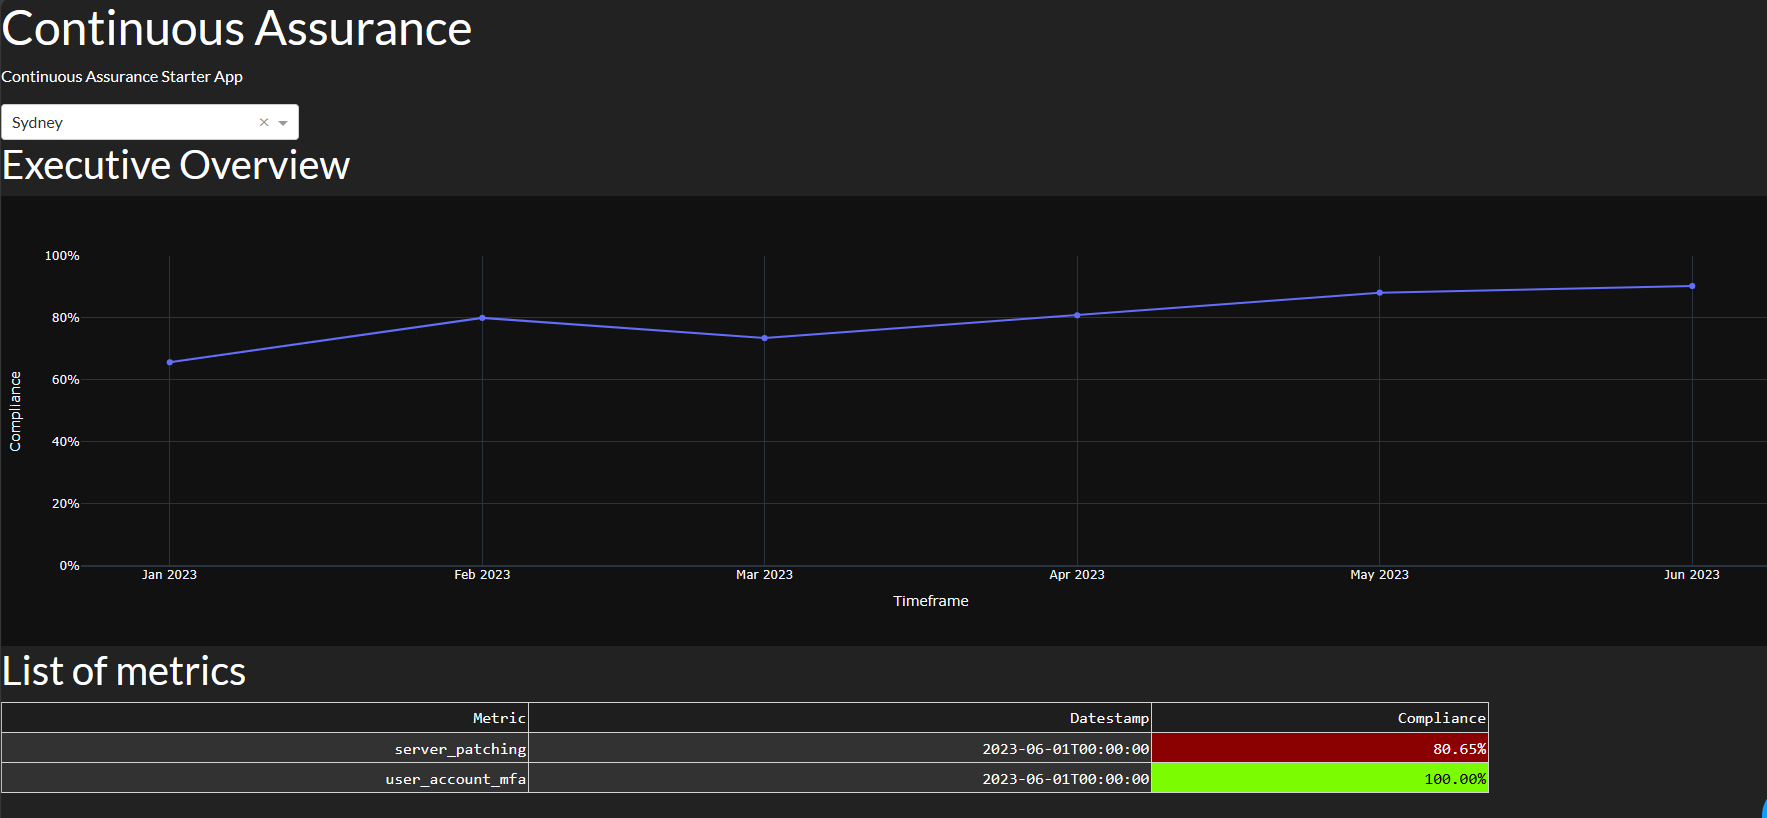 Continuous Assurance
Continuous Assurance Starter App
Sydney
Executive Overview
100%
80%
60%
40%
20%
0%
Compliance
Jan 2023 Feb 2023 Mar 2023 Apr 2023 May 2023 Jun 2023
Timeframe
List of metrics
Metric Datestamp Compliance
server_patching 2023-06-01T00:00:00 80.65%
user_account_mfa 2023-06-01T00:00:00 100.00%